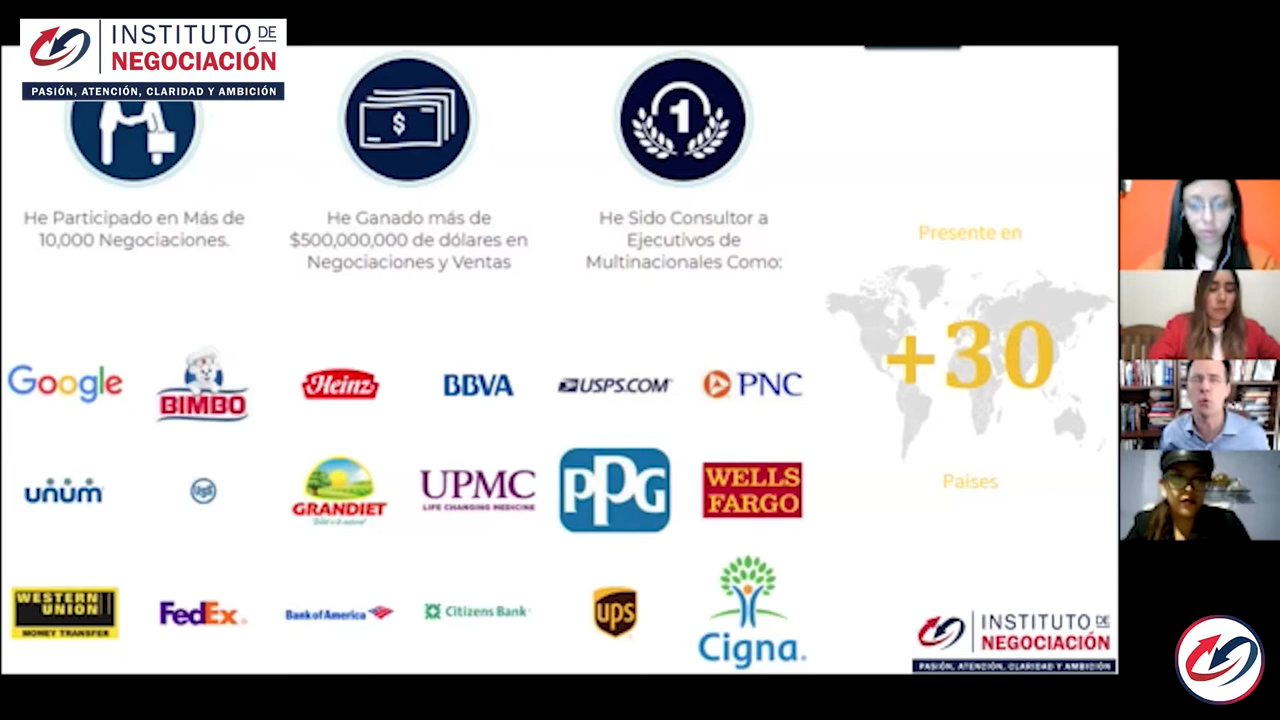 INSTITUTO DE
NEGOCIACIÓN
PASIÓN, ATENCIÓN, CLARIDAD Y AMBICIÓN
$
1
He Participado en Más de
10,000 Negociaciones.
He Ganado más de
$500,000,000 de dólares en
Negociaciones y Ventas
He Sido Consultor a
Ejecutivos de
Multinacionales Como:
Presente en
+30
Paises
Google
BIMBO
Heinz
BBVA
USPS.COM
PNC
unum
GRANDIET
UPMC
LIFE CHANGING MEDICINE
PPG
WELLS
FARGO
WESTERN
UNION
MONEY TRANSFER
FedEx
Bank of America
Citizens Bank
ups
Cigna
INSTITUTO DE
NEGOCIACIÓN
PASIÓN, ATENCIÓN, CLARIDAD Y AMBICIÓN